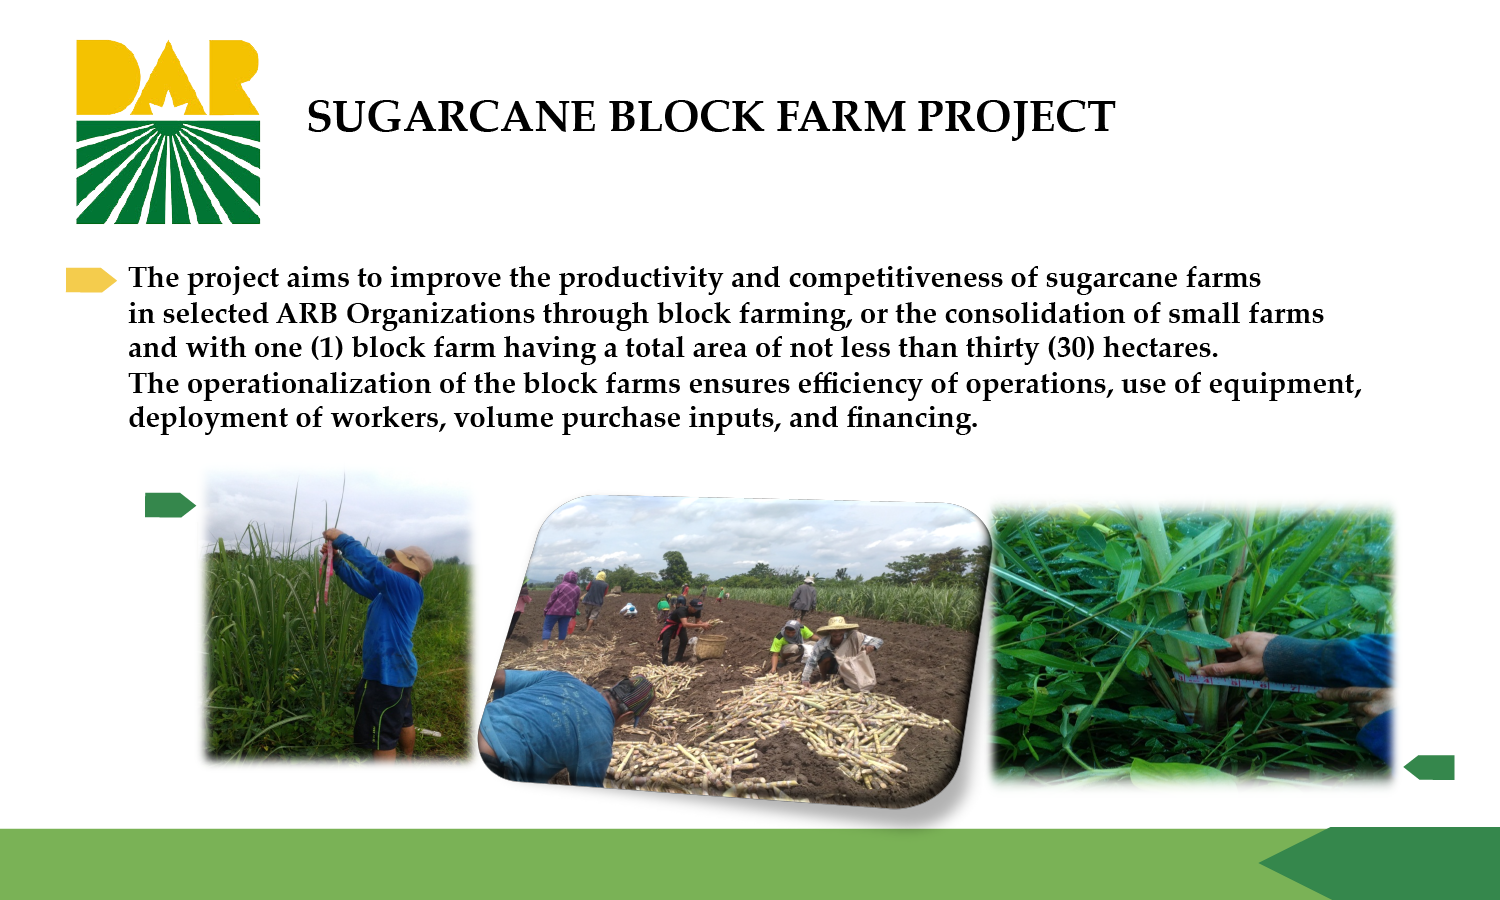 DAR
SUGARCANE BLOCK FARM PROJECT
The project aims to improve the productivity and competitiveness of sugarcane farms
in selected ARB Organizations through block farming, or the consolidation of small farms
and with one (1) block farm having a total area of not less than thirty (30) hectares.
The operationalization of the block farms ensures efficiency of operations, use of equipment,
deployment of workers, volume purchase inputs, and financing.